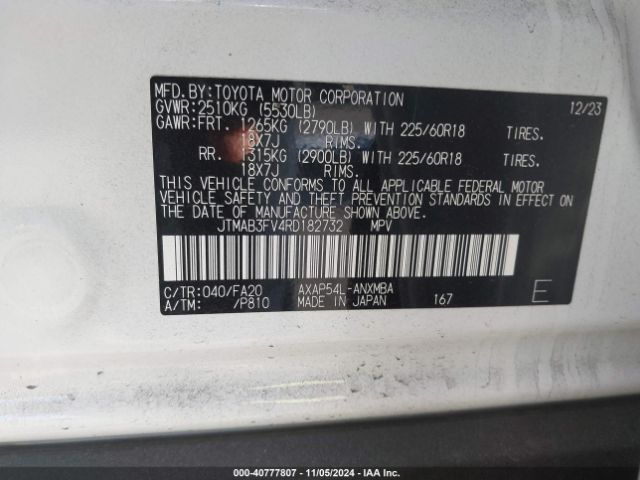 MFD.BY:TOYOTA MOTOR CORPORATION 12/23
GVWR:2510KG (5530LB)
GAWR:FRT. 1265KG (2790LB) WITH 225/60R18 TIRES.
18X7J RIMS.
RR. 1315KG (2900LB) WITH 225/60R18 TIRES.
18X7J RIMS.
THIS VEHICLE CONFORMS TO ALL APPLICABLE FEDERAL MOTOR
VEHICLE SAFETY AND THEFT PREVENTION STANDARDS IN EFFECT ON
THE DATE OF MANUFACTURE SHOWN ABOVE.
JTMAB3FV4RD182732 MPV
C/TR:040/FA20 AXAP54L-ANXMBA
A/TM: /P810 MADE IN JAPAN 167 E
000-40777807 - 11/05/2024 - IAA Inc.